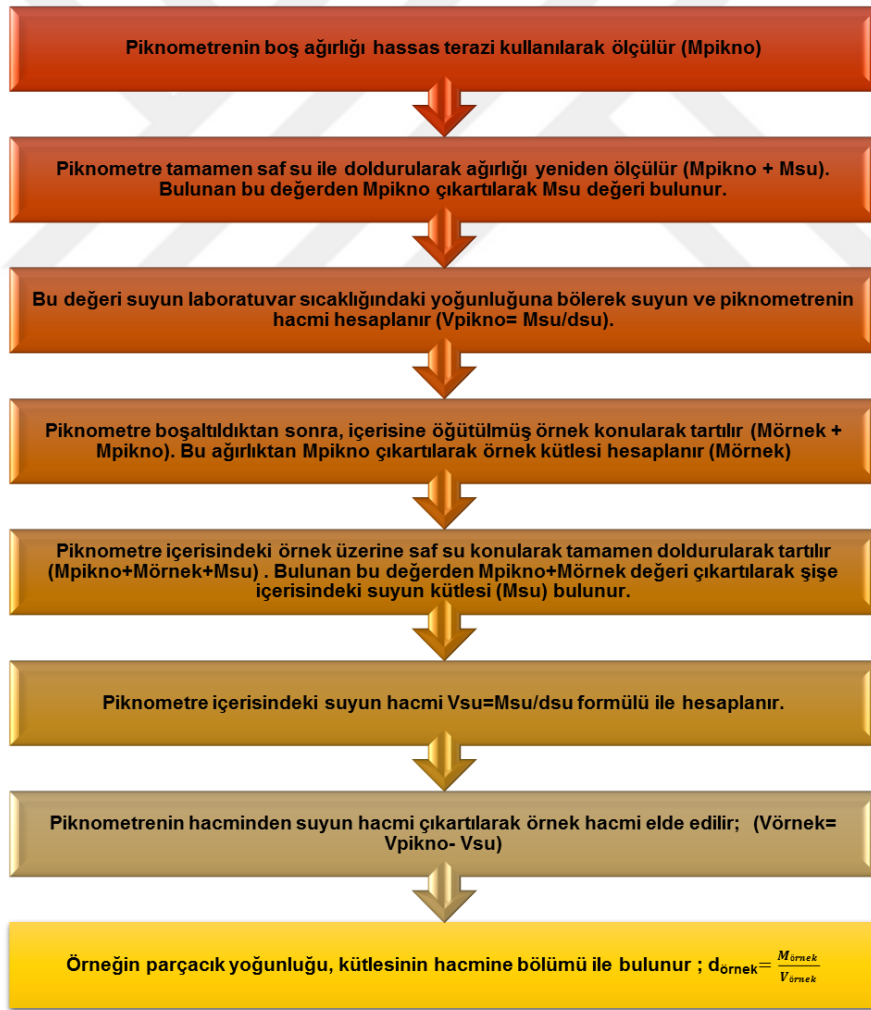 Piknometrenin boş ağırlığı hassas terazi kullanılarak ölçülür (Mpikno)
Piknometre tamamen saf su ile doldurularak ağırlığı yeniden ölçülür (Mpikno + Msu).
Bulunan bu değerden Mpikno çıkartılarak Msu değeri bulunur.
Bu değeri suyun laboratuvar sıcaklığındaki yoğunluğuna bölerek suyun ve piknometrenin
hacmi hesaplanır (Vpikno= Msu/dsu).
Piknometre boşaltıldıktan sonra, içerisine öğütülmüş örnek konularak tartılır (Mörnek +
Mpikno). Bu ağırlıktan Mpikno çıkartılarak örnek kütlesi hesaplanır (Mörnek)
Piknometre içerisindeki örnek üzerine saf su konularak tamamen doldurularak tartılır
(Mpikno+Mörnek+Msu) . Bulunan bu değerden Mpikno+Mörnek değeri çıkartılarak şişe
içerisindeki suyun kütlesi (Msu) bulunur.
Piknometre içerisindeki suyun hacmi Vsu=Msu/dsu formülü ile hesaplanır.
Piknometrenin hacminden suyun hacmi çıkartılarak örnek hacmi elde edilir; (Vörnek=
Vpikno- Vsu)
Örneğin parçacık yoğunluğu, kütlesinin hacmine bölümü ile bulunur ; dörnek= Mörnek/Vörnek